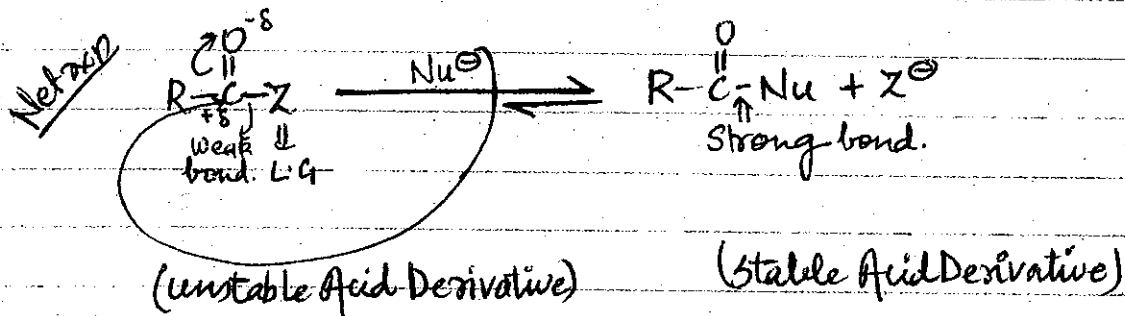 Net rxn
O^-δ
||
R-C-Z Nu⊖ ⇌ R-C-Nu + Z⊖
+δ
O
||
weak ⇓ ⇑
bond. L.G Strong bond.
(unstable Acid Derivative) (Stable Acid Derivative)